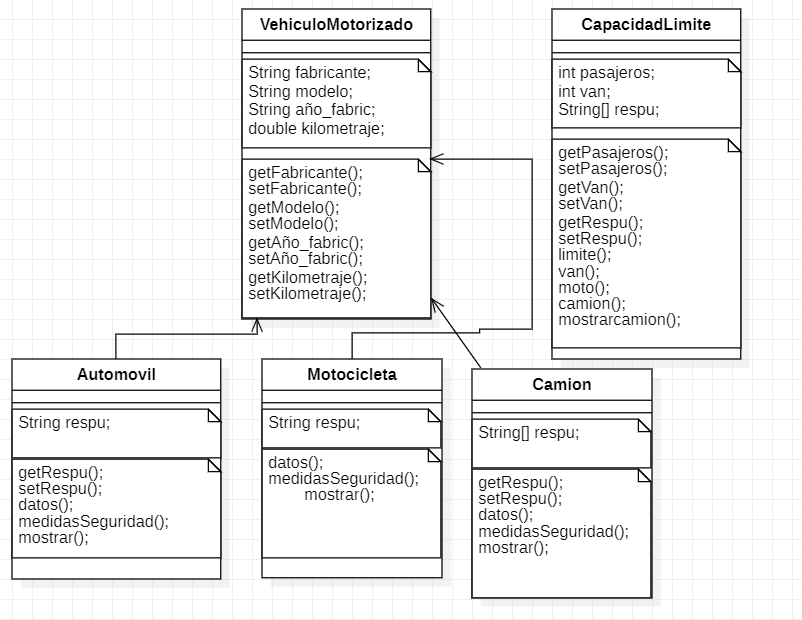 VehiculoMotorizado
String fabricante;
String modelo;
String año_fabric;
double kilometraje;
getFabricante();
setFabricante();
getModelo();
setModelo();
getAño_fabric();
setAño_fabric();
getKilometraje();
setKilometraje();
CapacidadLimite
int pasajeros;
int van;
String[] respu;
getPasajeros();
setPasajeros();
getVan();
setVan();
getRespu();
setRespu();
limite();
van();
moto();
camion();
mostrarcamion();
Automovil
String respu;
getRespu();
setRespu();
datos();
medidasSeguridad();
mostrar();
Motocicleta
String respu;
datos();
medidasSeguridad();
mostrar();
Camion
String[] respu;
getRespu();
setRespu();
datos();
medidasSeguridad();
mostrar();